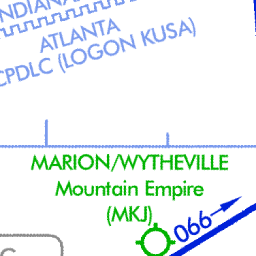 INDIANA
ATLANTA
CPDLC (LOGON KUSA)
MARION/WYTHEVILLE
Mountain Empire
(MKJ)
066